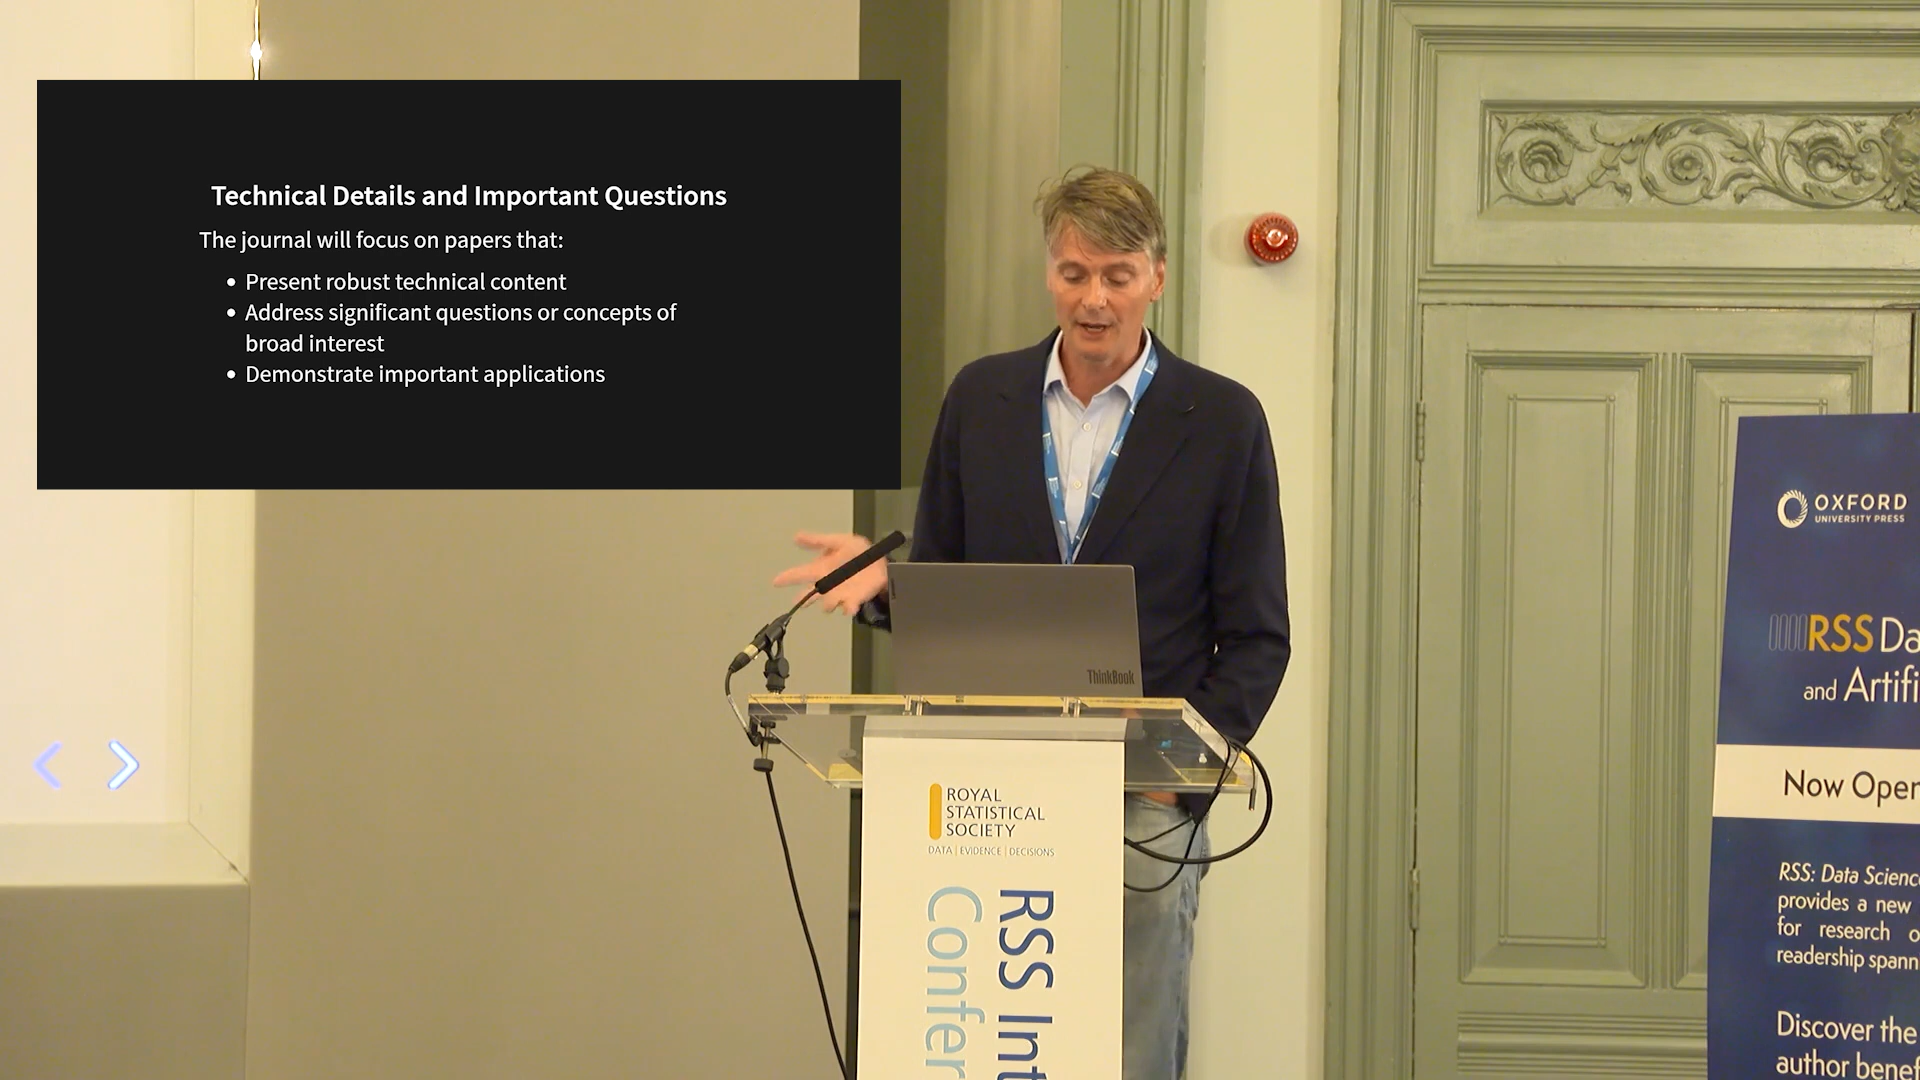 Technical Details and Important Questions
The journal will focus on papers that:
• Present robust technical content
• Address significant questions or concepts of
broad interest
• Demonstrate important applications
ThinkBook
ROYAL
STATISTICAL
SOCIETY
DATA | EVIDENCE | DECISIONS
RSS Int
Confer
OXFORD
UNIVERSITY PRESS
RSS Da
and Artifi
Now Open
RSS: Data Science
provides a new
for research o
readership spann
Discover the
author benef